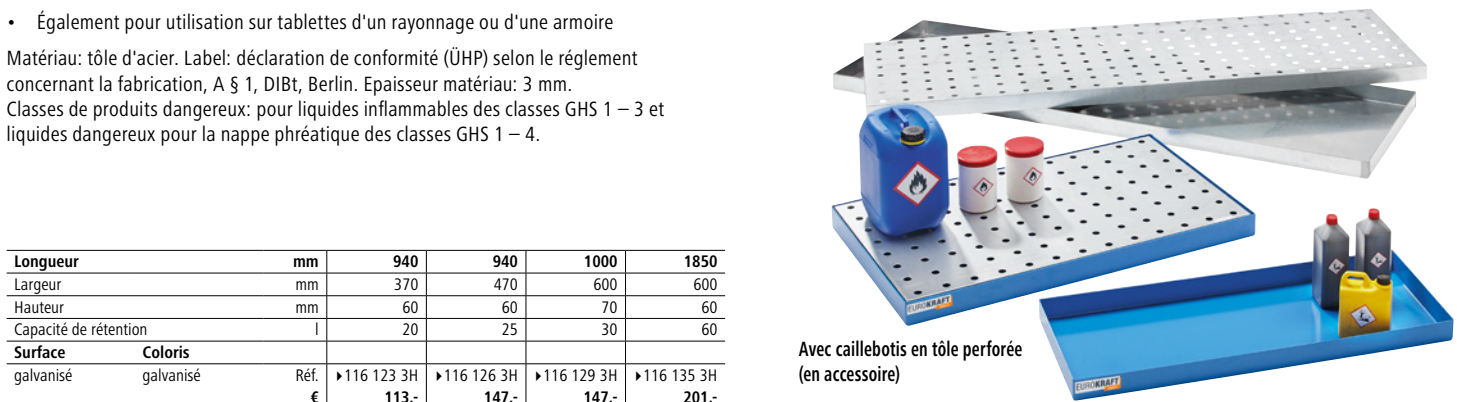 • Également pour utilisation sur tablettes d'un rayonnage ou d'une armoire
Matériau: tôle d'acier. Label: déclaration de conformité (ÜHP) selon le réglement
concernant la fabrication, A § 1, DIBt, Berlin. Epaisseur matériau: 3 mm.
Classes de produits dangereux: pour liquides inflammables des classes GHS 1 – 3 et
liquides dangereux pour la nappe phréatique des classes GHS 1 – 4.
Longueur mm 940 940 1000 1850
Largeur mm 370 470 600 600
Hauteur mm 60 60 70 60
Capacité de rétention l 20 25 30 60
Surface Coloris
galvanisé galvanisé Réf. ▸116 123 3H ▸116 126 3H ▸116 129 3H ▸116 135 3H
€ 113,- 147,- 147,- 201,-
EUROKRAFT
EUROKRAFT
Avec caillebotis en tôle perforée
(en accessoire)